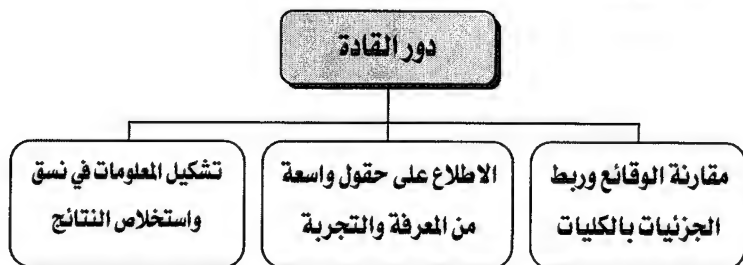 دور القادة
مقارنة الوقائع وربط
الجزئيات بالكليات
الاطلاع على حقول واسعة
من المعرفة والتجربة
تشكيل المعلومات في نسق
واستخلاص النتائج